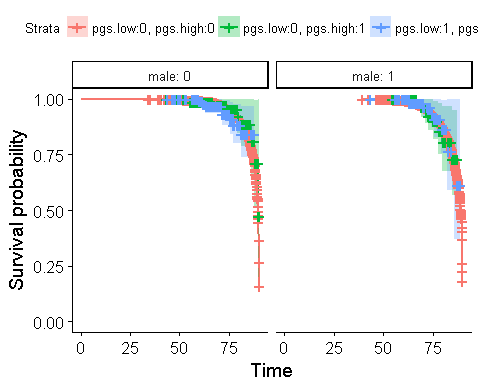 Strata pgs.low:0, pgs.high:0 pgs.low:0, pgs.high:1 pgs.low:1, pgs
male: 0 male: 1
1.00
0.75
0.50
0.25
0.00
0 25 50 75 0 25 50 75
Time
Survival probability